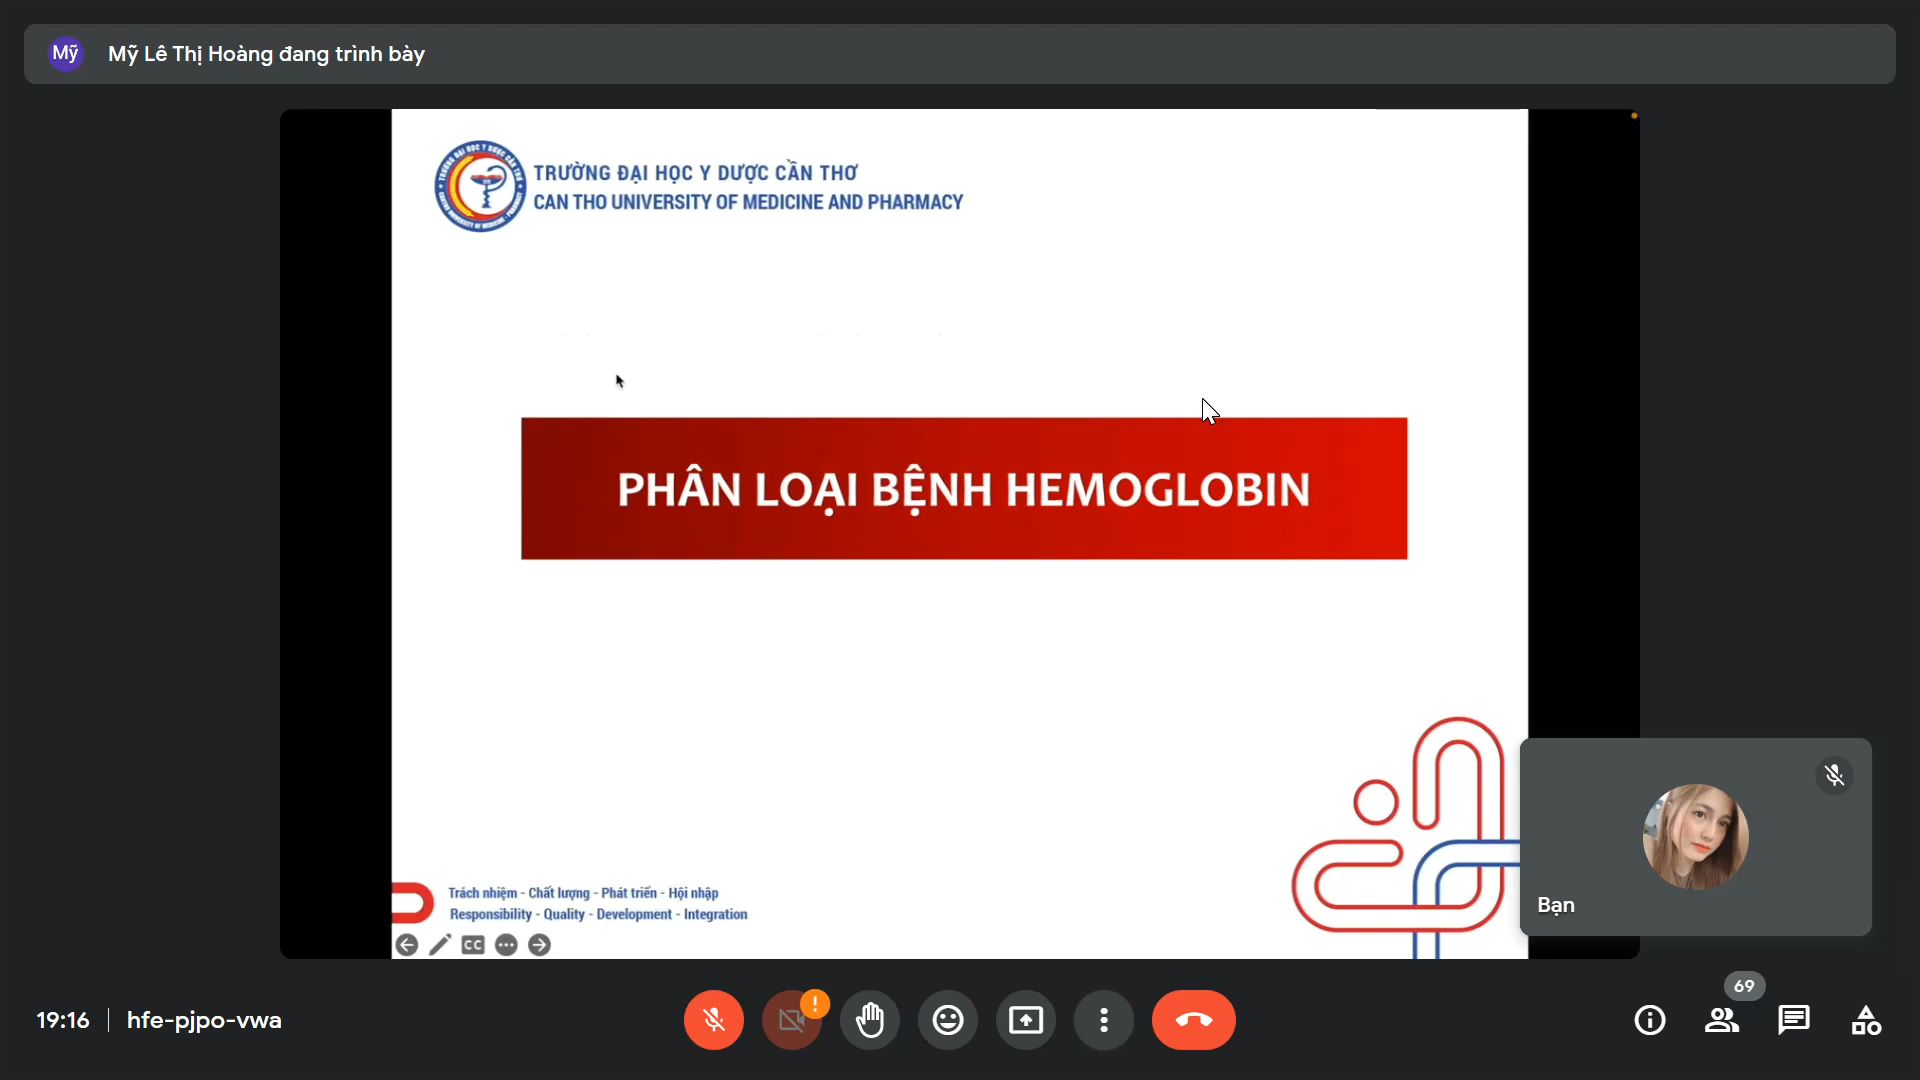 Mỹ
Mỹ Lê Thị Hoàng đang trình bày
TRƯỜNG ĐẠI HỌC Y DƯỢC CẦN THƠ
CAN THO UNIVERSITY OF MEDICINE AND PHARMACY
PHÂN LOẠI BỆNH HEMOGLOBIN
Trách nhiệm - Chất lượng - Phát triển - Hội nhập
Responsibility - Quality - Development - Integration
CC
Bạn
69
19:16
hfe-pjpo-vwa